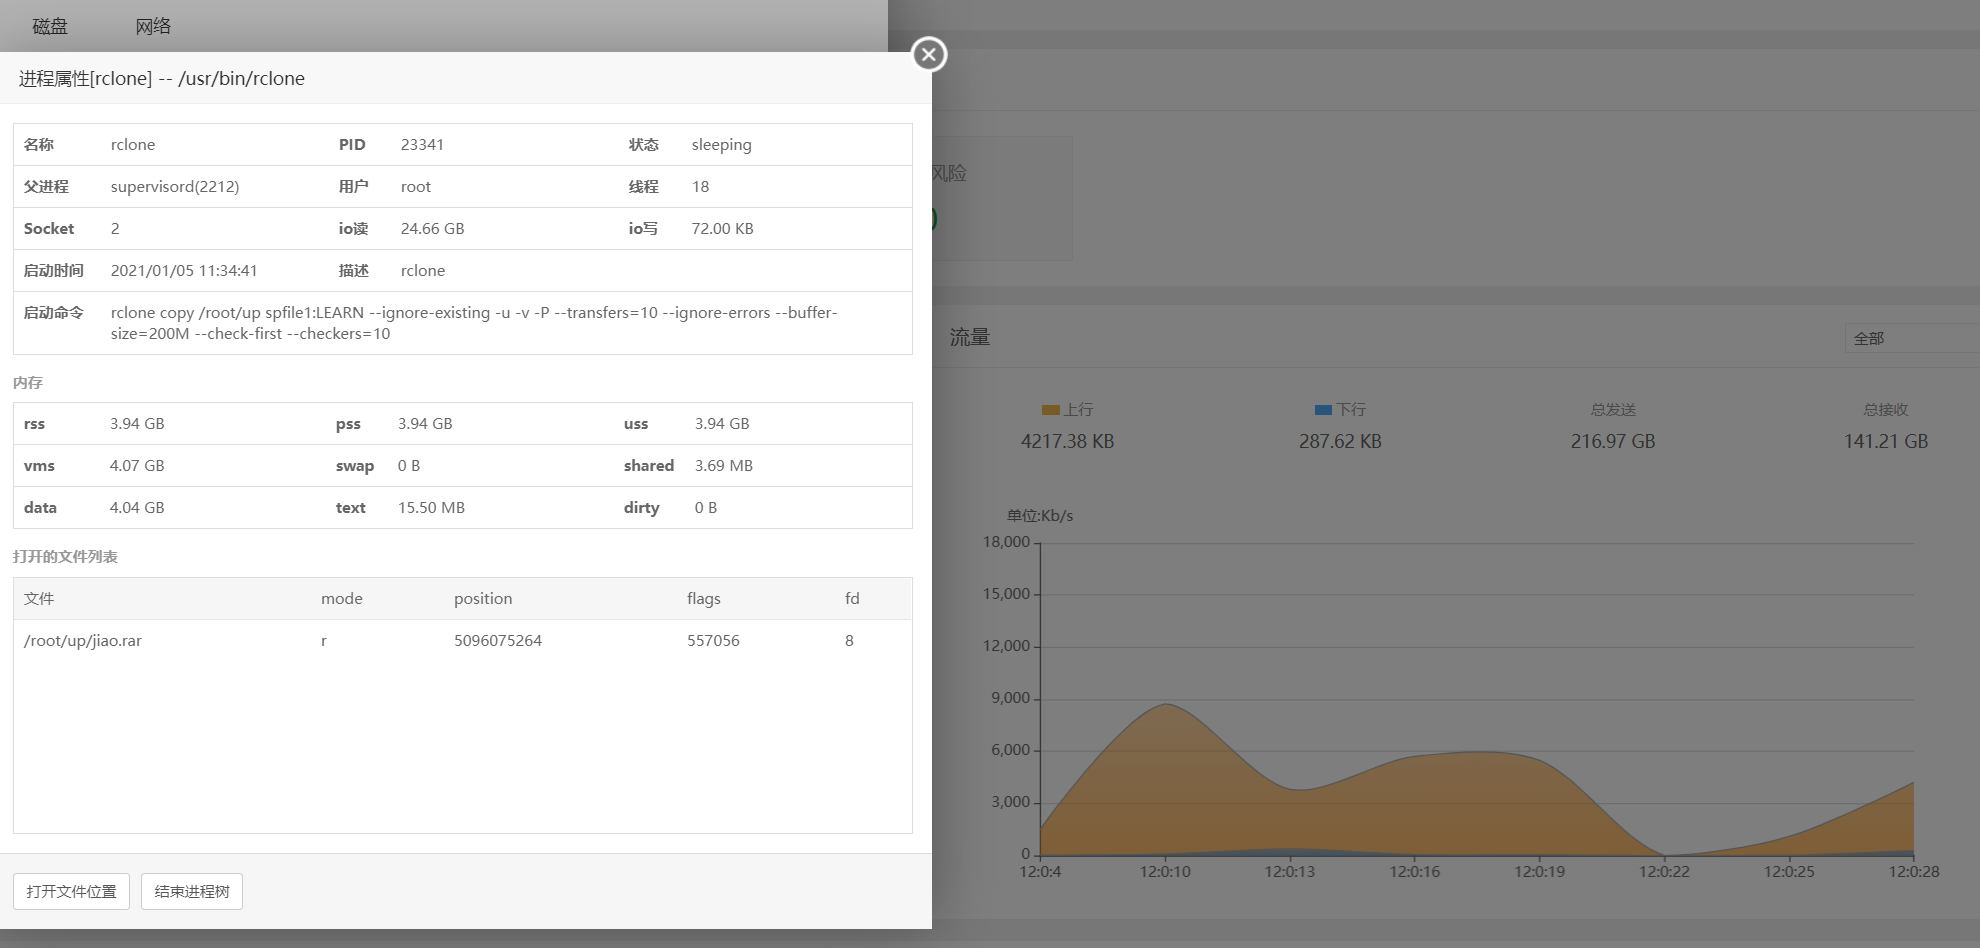 磁盘 网络
进程属性[rclone] -- /usr/bin/rclone
名称 rclone PID 23341 状态 sleeping
父进程 supervisord(2212) 用户 root 线程 18
Socket 2 io读 24.66 GB io写 72.00 KB
启动时间 2021/01/05 11:34:41 描述 rclone
启动命令 rclone copy /root/up spfile1:LEARN --ignore-existing -u -v -P --transfers=10 --ignore-errors --buffer-
size=200M --check-first --checkers=10
内存
rss 3.94 GB pss 3.94 GB uss 3.94 GB
vms 4.07 GB swap 0 B shared 3.69 MB
data 4.04 GB text 15.50 MB dirty 0 B
打开的文件列表
文件 mode position flags fd
/root/up/jiao.rar r 5096075264 557056 8
打开文件位置 结束进程树
风险
流量 全部
上行 下行 总发送 总接收
4217.38 KB 287.62 KB 216.97 GB 141.21 GB
单位:Kb/s
18,000
15,000
12,000
9,000
6,000
3,000
0
12:0:4 12:0:10 12:0:13 12:0:16 12:0:19 12:0:22 12:0:25 12:0:28